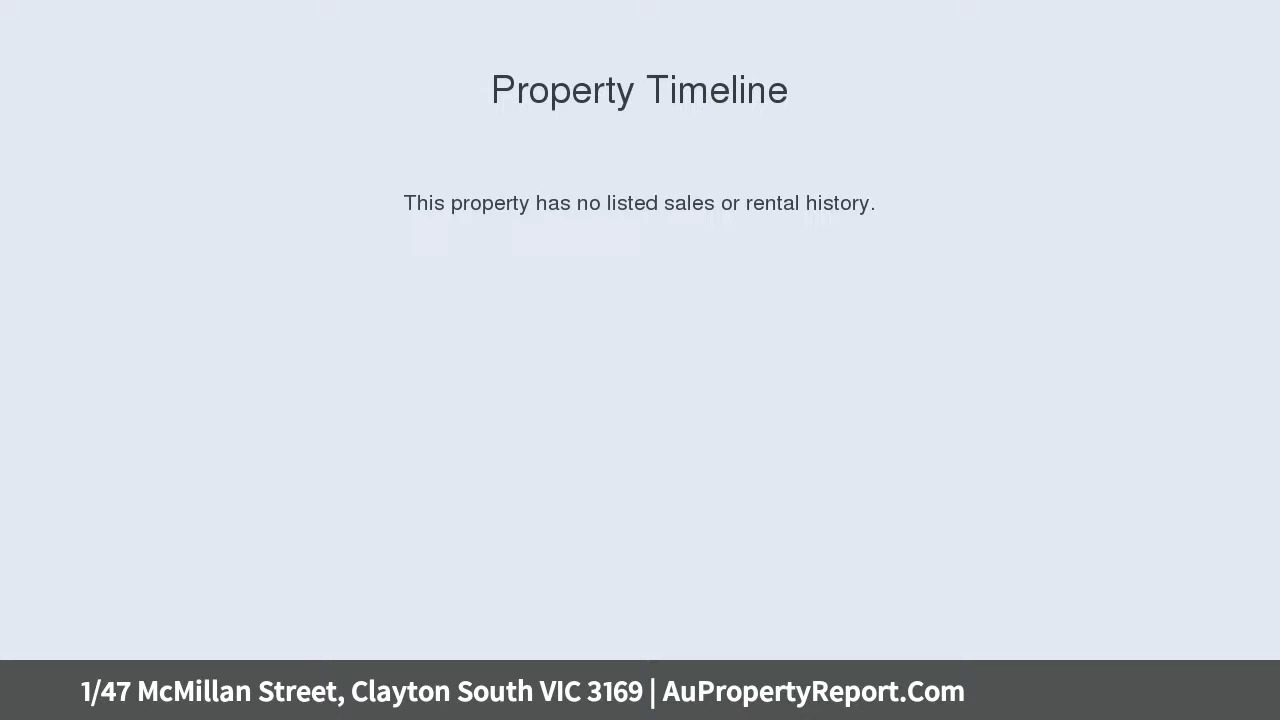 Property Timeline
This property has no listed sales or rental history.
1/47 McMillan Street, Clayton South VIC 3169 | AuPropertyReport.Com